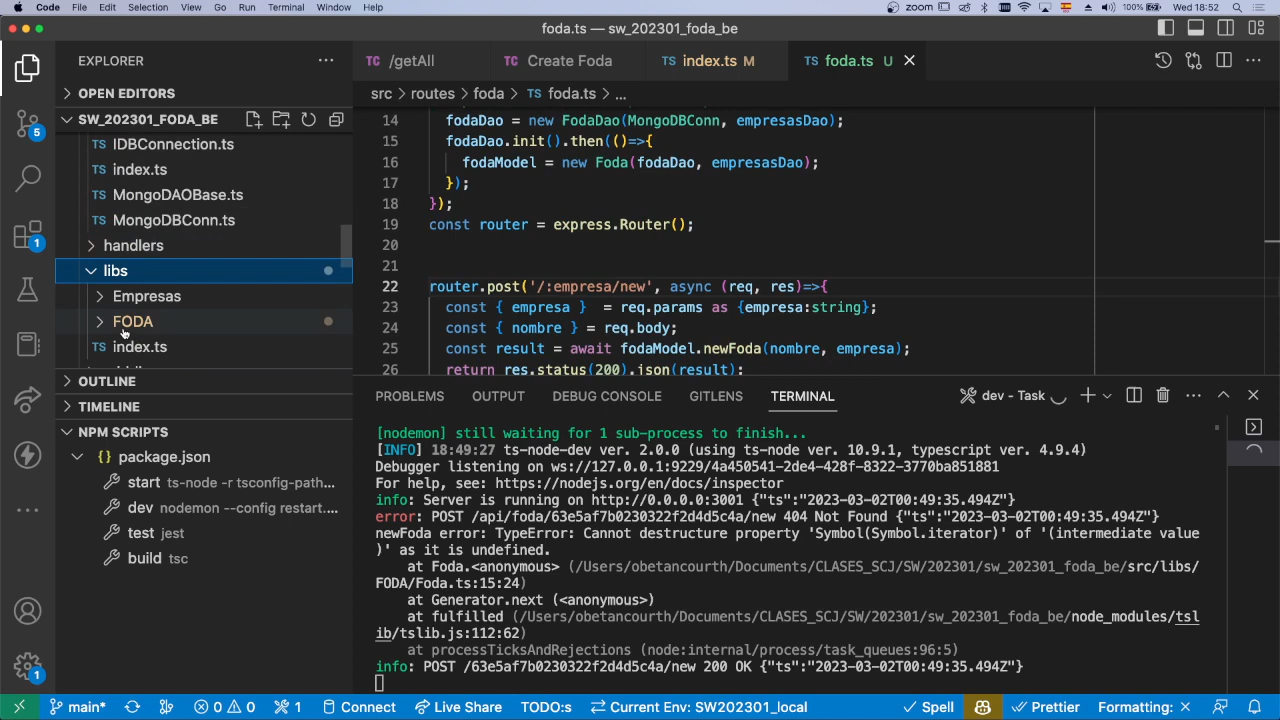 Code File Edit Selection View Go Run Terminal Window Help zoom 100% Wed 18:52
foda.ts — sw_202301_foda_be
EXPLORER
/getAll Create Foda TS index.ts M TS foda.ts U
OPEN EDITORS
src > routes > foda > TS foda.ts > ...
SW_202301_FODA_BE
TS IDBConnection.ts
TS index.ts
TS MongoDAOBase.ts
TS MongoDBConn.ts
handlers
libs
Empresas
FODA
TS index.ts
OUTLINE
TIMELINE
NPM SCRIPTS
{} package.json
start ts-node -r tsconfig-path...
dev nodemon --config restart....
test jest
build tsc
5
1
1
14 fodaDao = new FodaDao(MongoDBConn, empresasDao);
15 fodaDao.init().then(()=>{
16 fodaModel = new Foda(fodaDao, empresasDao);
17 });
18 });
19 const router = express.Router();
20
21
22 router.post('/:empresa/new', async (req, res)=>{
23 const { empresa } = req.params as {empresa:string};
24 const { nombre } = req.body;
25 const result = await fodaModel.newFoda(nombre, empresa);
26 return res.status(200).json(result);
PROBLEMS OUTPUT DEBUG CONSOLE GITLENS TERMINAL dev - Task
[nodemon] still waiting for 1 sub-process to finish...
[INFO] 18:49:27 ts-node-dev ver. 2.0.0 (using ts-node ver. 10.9.1, typescript ver. 4.9.4)
Debugger listening on ws://127.0.0.1:9229/4a450541-2de4-428f-8322-3770ba851881
For help, see: https://nodejs.org/en/docs/inspector
info: Server is running on http://0.0.0.0:3001 {"ts":"2023-03-02T00:49:35.494Z"}
error: POST /api/foda/63e5af7b0230322f2d4d5c4a/new 404 Not Found {"ts":"2023-03-02T00:49:35.494Z"}
newFoda error: TypeError: Cannot destructure property 'Symbol(Symbol.iterator)' of '(intermediate value
)' as it is undefined.
at Foda.<anonymous> (/Users/obetancourth/Documents/CLASES_SCJ/SW/202301/sw_202301_foda_be/src/libs/
FODA/Foda.ts:15:24)
at Generator.next (<anonymous>)
at fulfilled (/Users/obetancourth/Documents/CLASES_SCJ/SW/202301/sw_202301_foda_be/node_modules/tsl
ib/tslib.js:112:62)
at processTicksAndRejections (node:internal/process/task_queues:96:5)
info: POST /63e5af7b0230322f2d4d5c4a/new 200 OK {"ts":"2023-03-02T00:49:35.494Z"}
main* 0 0 1 Connect Live Share TODO:s Current Env: SW202301_local Spell Prettier Formatting: